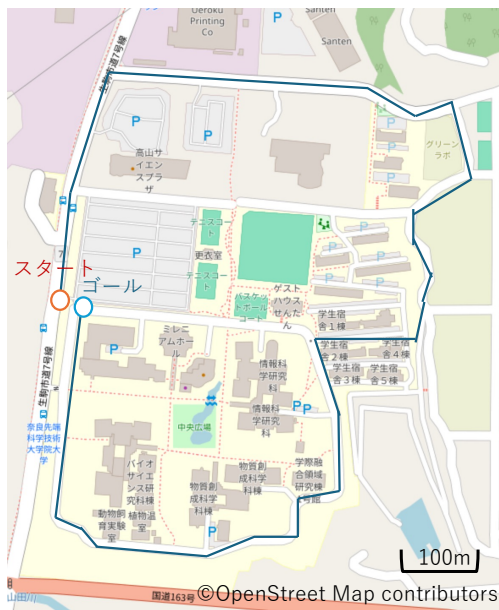 Ueroku
Printing
Co
Santen
Santen
P
生駒市道7号線
P
P
P
高山サ
イエン
スプラ
ザ
グリーン
ラボ
P
P
P
テニスコー
ト
更衣室
テニスコー
ト
P
バスケッ
トボール
コート
ゲスト
ハウス
せんた
ん
P
P
P
P
7
スタート
ゴール
学生宿
舎1棟
学生宿
舎2棟
学生宿
舎4棟
学生宿
舎3棟
学生宿
舎5棟
ミレニ
アムホー
ル
P
情報科
学研究
科
情報科
学研究
科
P
P
中央広場
生駒市道7号線
奈良先端
科学技術
大学院大
学
バイオ
サイエ
ンス研
究科棟
物質創
成科学
科棟
物質創
成科学
科棟
学際融
合領域
研究棟
1号館
動物飼
育実験
室
植物温
室
P
100m
国道163号
山田川
©OpenStreet Map contributors